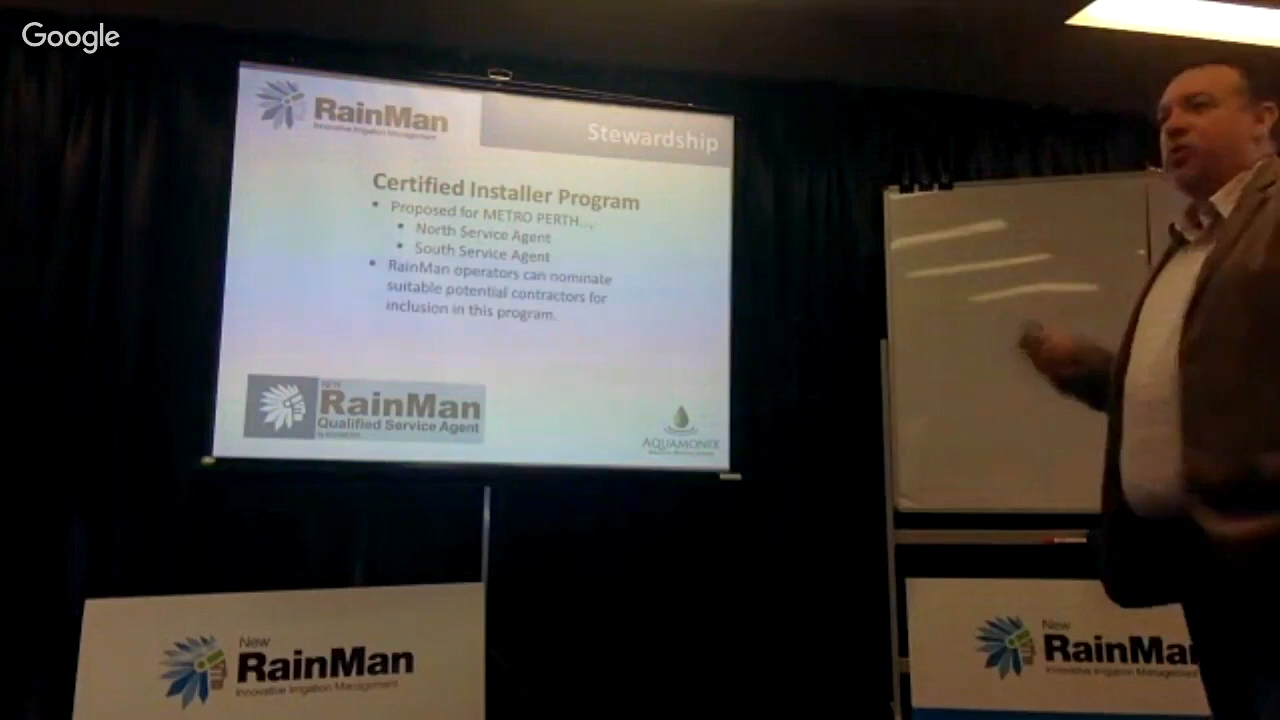 Google
RainMan
Innovative Irrigation Management
Stewardship
Certified Installer Program
• Proposed for METRO PERTH...
• North Service Agent
• South Service Agent
• RainMan operators can nominate
suitable potential contractors for
inclusion in this program.
NEW
RainMan
Qualified Service Agent
AQUAMONIX
New
RainMan
Innovative Irrigation Management
New
RainMa
Innovative Irrigation Managem